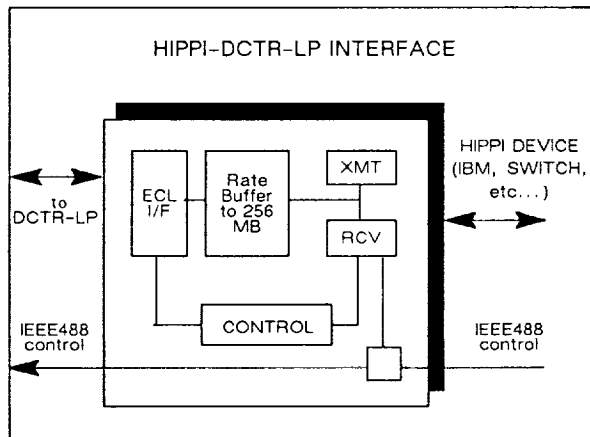 HIPPI-DCTR-LP INTERFACE
XMT
ECL
I/F
Rate
Buffer
to 256
MB
RCV
CONTROL
to
DCTR-LP
HIPPI DEVICE
(IBM, SWITCH,
etc...)
IEEE488
control
IEEE488
control